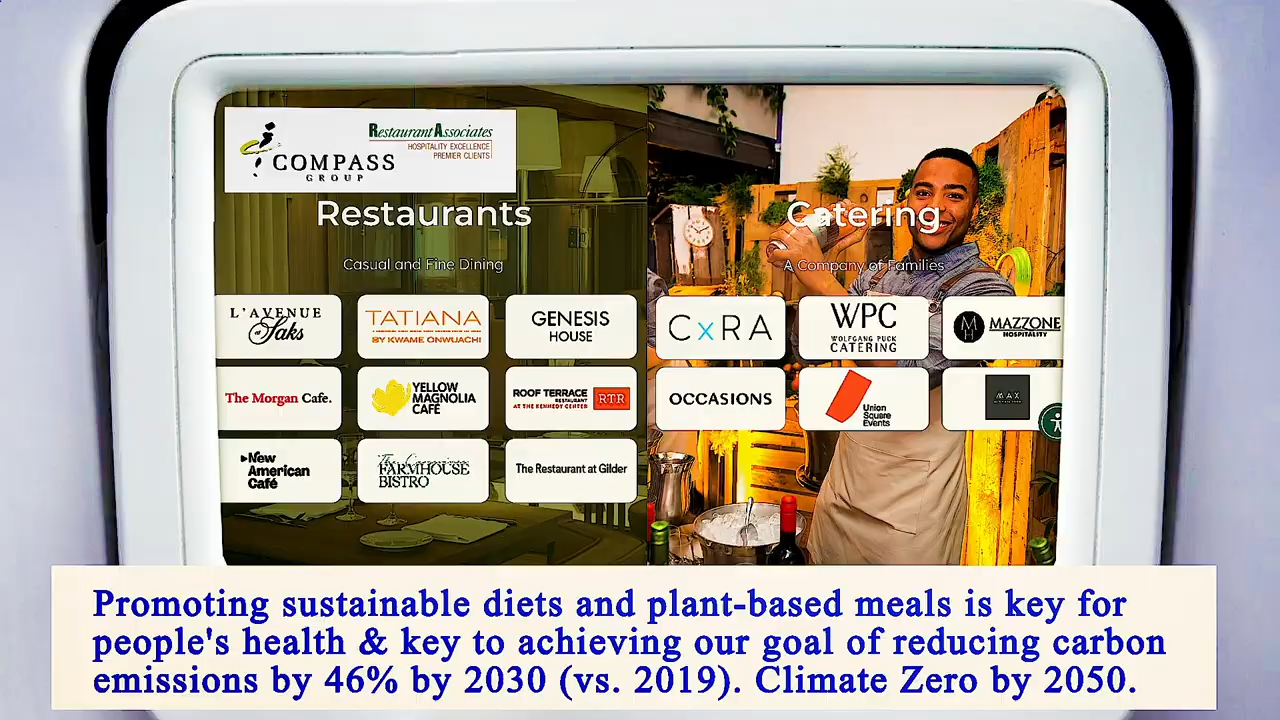 COMPASS
GROUP
Restaurant Associates
HOSPITALITY EXCELLENCE
PREMIER CLIENTS
Restaurants
Casual and Fine Dining
L'AVENUE
at
Saks
TATIANA
BY KWAME ONWUACHI
GENESIS
HOUSE
The Morgan Cafe.
YELLOW
MAGNOLIA
CAFÉ
ROOF TERRACE
RESTAURANT
AT THE KENNEDY CENTER
RTR
New
American
Café
FARMHOUSE
BISTRO
The Restaurant at Gilder
Catering
A Company of Families
CxRA
WPC
WOLFGANG PUCK
CATERING
MH
MAZZONE
HOSPITALITY
OCCASIONS
Union
Square
Events
MAX
Promoting sustainable diets and plant-based meals is key for
people's health & key to achieving our goal of reducing carbon
emissions by 46% by 2030 (vs. 2019). Climate Zero by 2050.